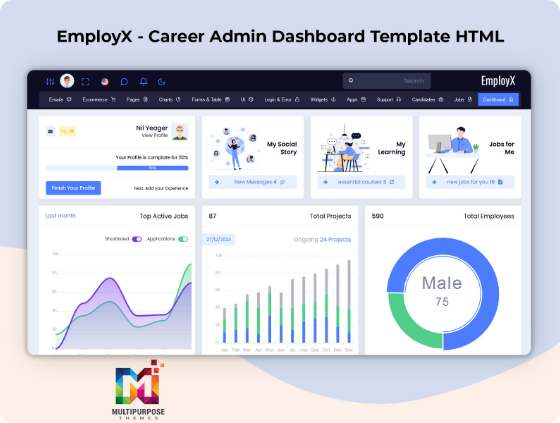 EmployX - Career Admin Dashboard Template HTML
Search
EmployX
Emails
Ecommerce
Pages
Charts
Forms & Table
UI
Login & Error
Widgets
Apps
Support
Candidates
Jobs
Dashboard
Nil Yeager
View Profile
Your Profile is complete for 50%
50%
Finish Your Profile
Next: Add your Experience
My Social
Story
New Messages 4
My
Learning
essential courses 3
Jobs for
Me
new jobs for you 18
Last month
Top Active Jobs
Shortlisted
Applications
87
Total Projects
Ongoing 24 Projects
Jan Feb Mar Apr May Jun Jul Aug Sep Oct Nov Dec
590
Total Employees
Male
75
MULTIPURPOSE
THEMES